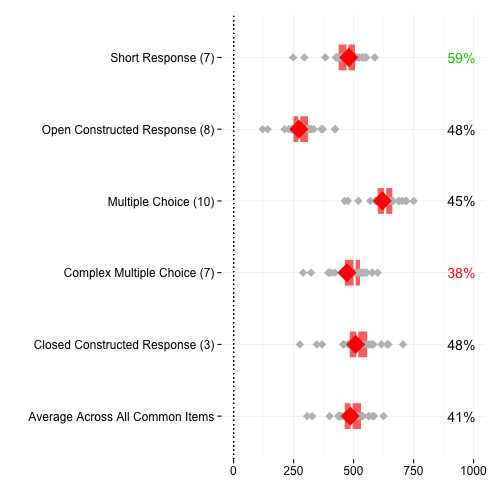 Short Response (7) 59%
Open Constructed Response (8) 48%
Multiple Choice (10) 45%
Complex Multiple Choice (7) 38%
Closed Constructed Response (3) 48%
Average Across All Common Items 41%
0 250 500 750 1000